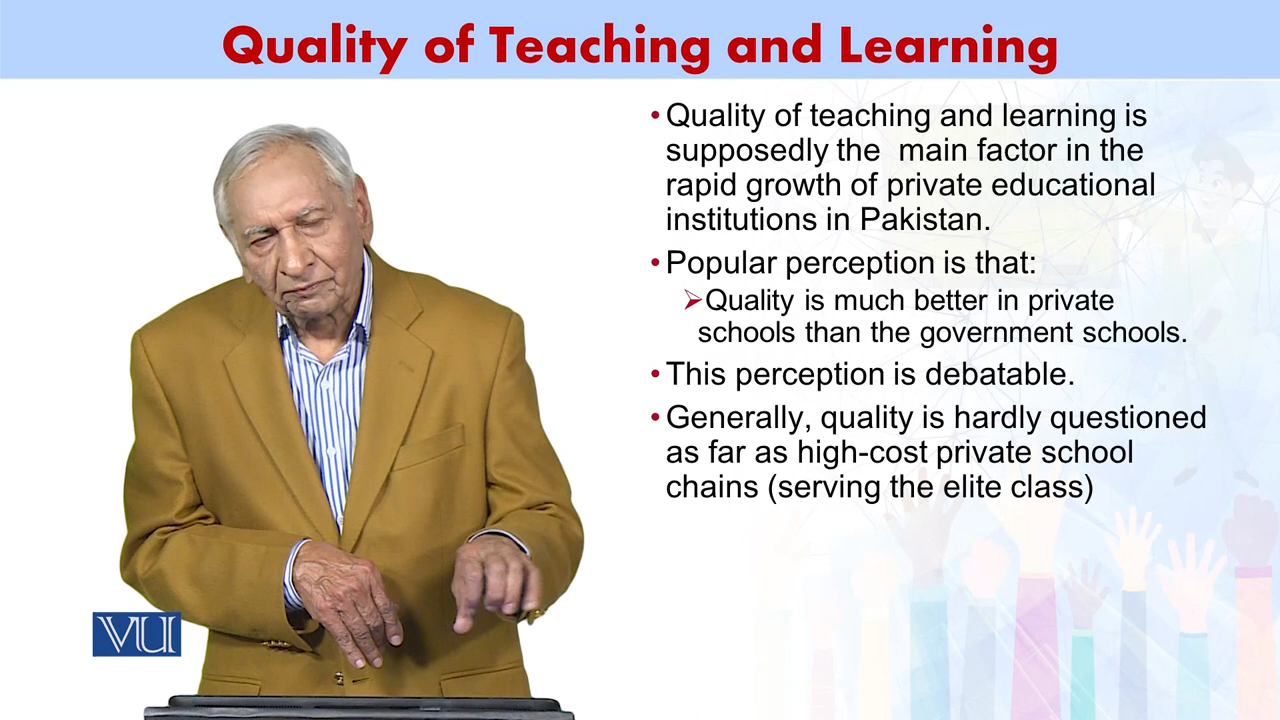 Quality of Teaching and Learning
• Quality of teaching and learning is
supposedly the main factor in the
rapid growth of private educational
institutions in Pakistan.
• Popular perception is that:
➢Quality is much better in private
schools than the government schools.
• This perception is debatable.
• Generally, quality is hardly questioned
as far as high-cost private school
chains (serving the elite class)
VU